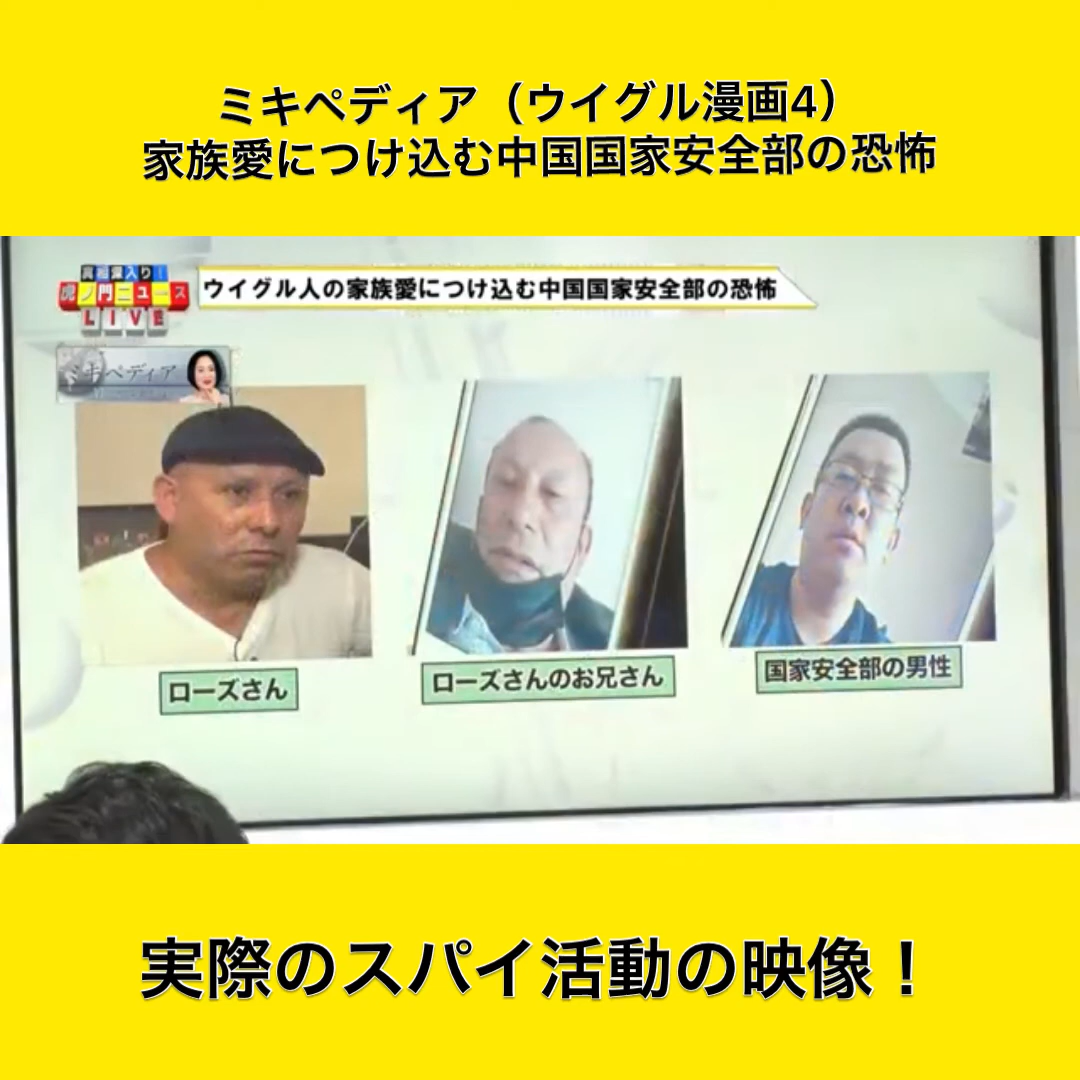 ミキペディア（ウイグル漫画4）
家族愛につけ込む中国国家安全部の恐怖
真相深入り！
虎ノ門ニュース
LIVE
ウイグル人の家族愛につけ込む中国国家安全部の恐怖
ミキペディア
ローズさん
ローズさんのお兄さん
国家安全部の男性
実際のスパイ活動の映像！